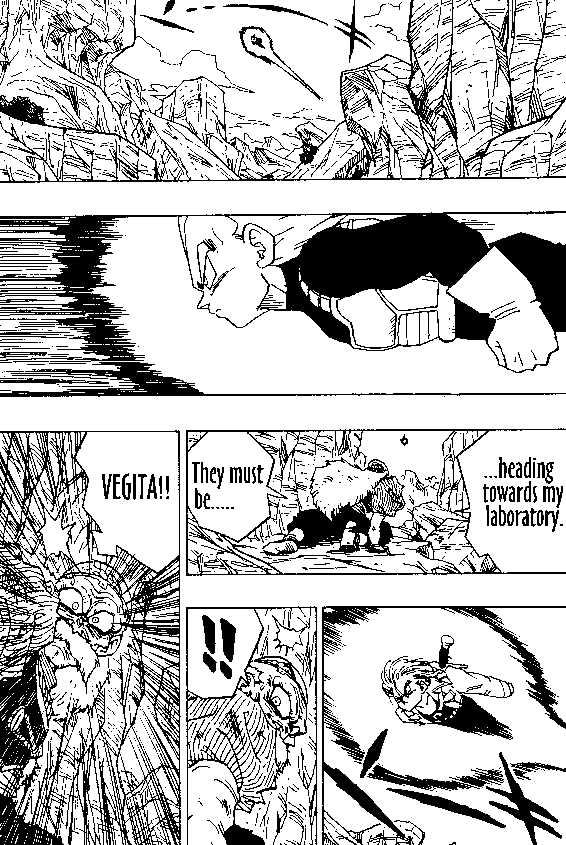 VEGITA!!
They must
be.....
...heading
towards my
laboratory.
!!